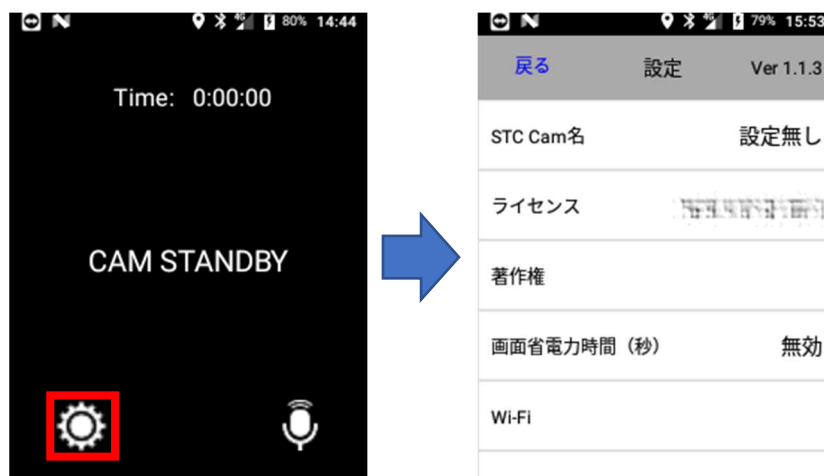 4G 80% 14:44
Time: 0:00:00
CAM STANDBY
4G 79% 15:53
戻る 設定 Ver 1.1.3
STC Cam名 設定無し
ライセンス
著作権
画面省電力時間（秒） 無効
Wi-Fi